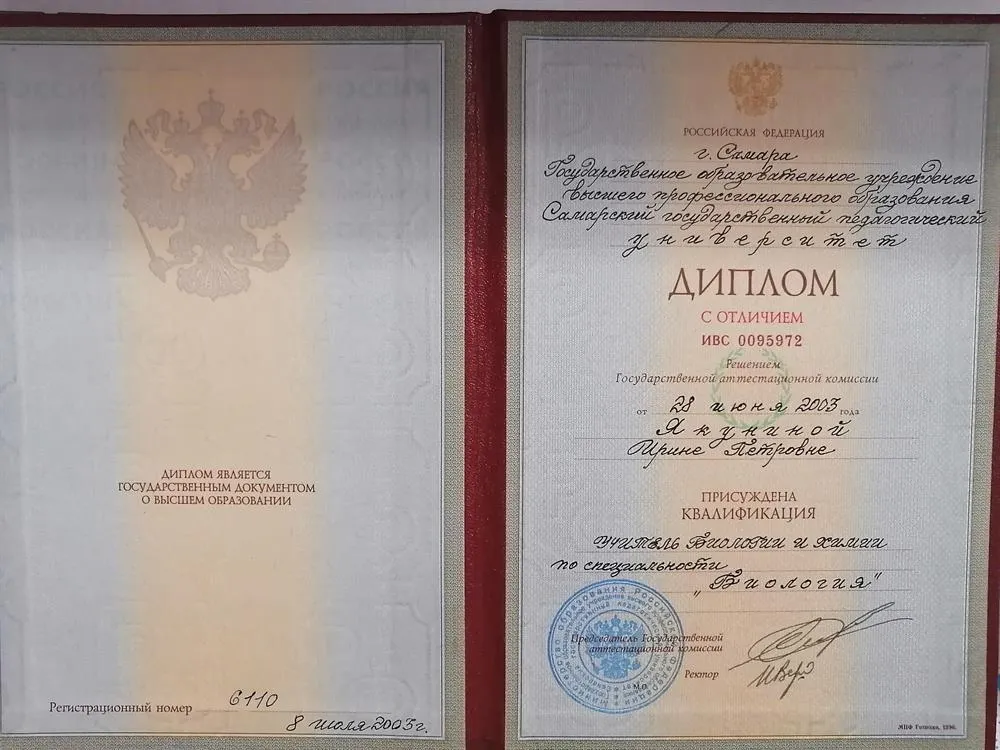 ДИПЛОМ ЯВЛЯЕТСЯ
ГОСУДАРСТВЕННЫМ ДОКУМЕНТОМ
О ВЫСШЕМ ОБРАЗОВАНИИ
Регистрационный номер 6110
8 июля 2003г.
РОССИЙСКАЯ ФЕДЕРАЦИЯ
г. Самара
Государственное образовательное учреждение
высшего профессионального образования
Самарский государственный педагогический
университет
ДИПЛОМ
С ОТЛИЧИЕМ
ИВС 0095972
Решением
Государственной аттестационной комиссии
от 28 июня 2003 года
Якуниной
Ирине Петровне
ПРИСУЖДЕНА
КВАЛИФИКАЦИЯ
Учитель биологии и химии
по специальности
"Биология"
Председатель Государственной
аттестационной комиссии
Ректор
М.П.